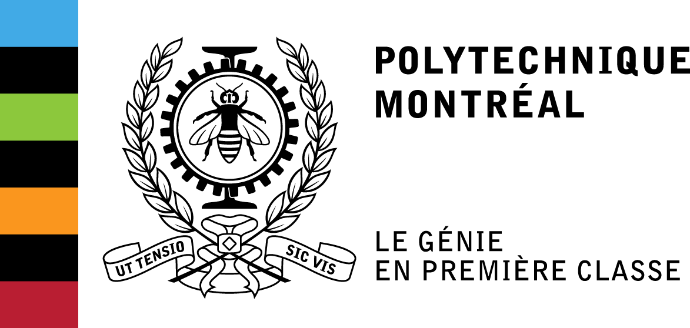 POLYTECHNIQUE
MONTRÉAL
UT TENSIO SIC VIS
LE GÉNIE
EN PREMIÈRE CLASSE